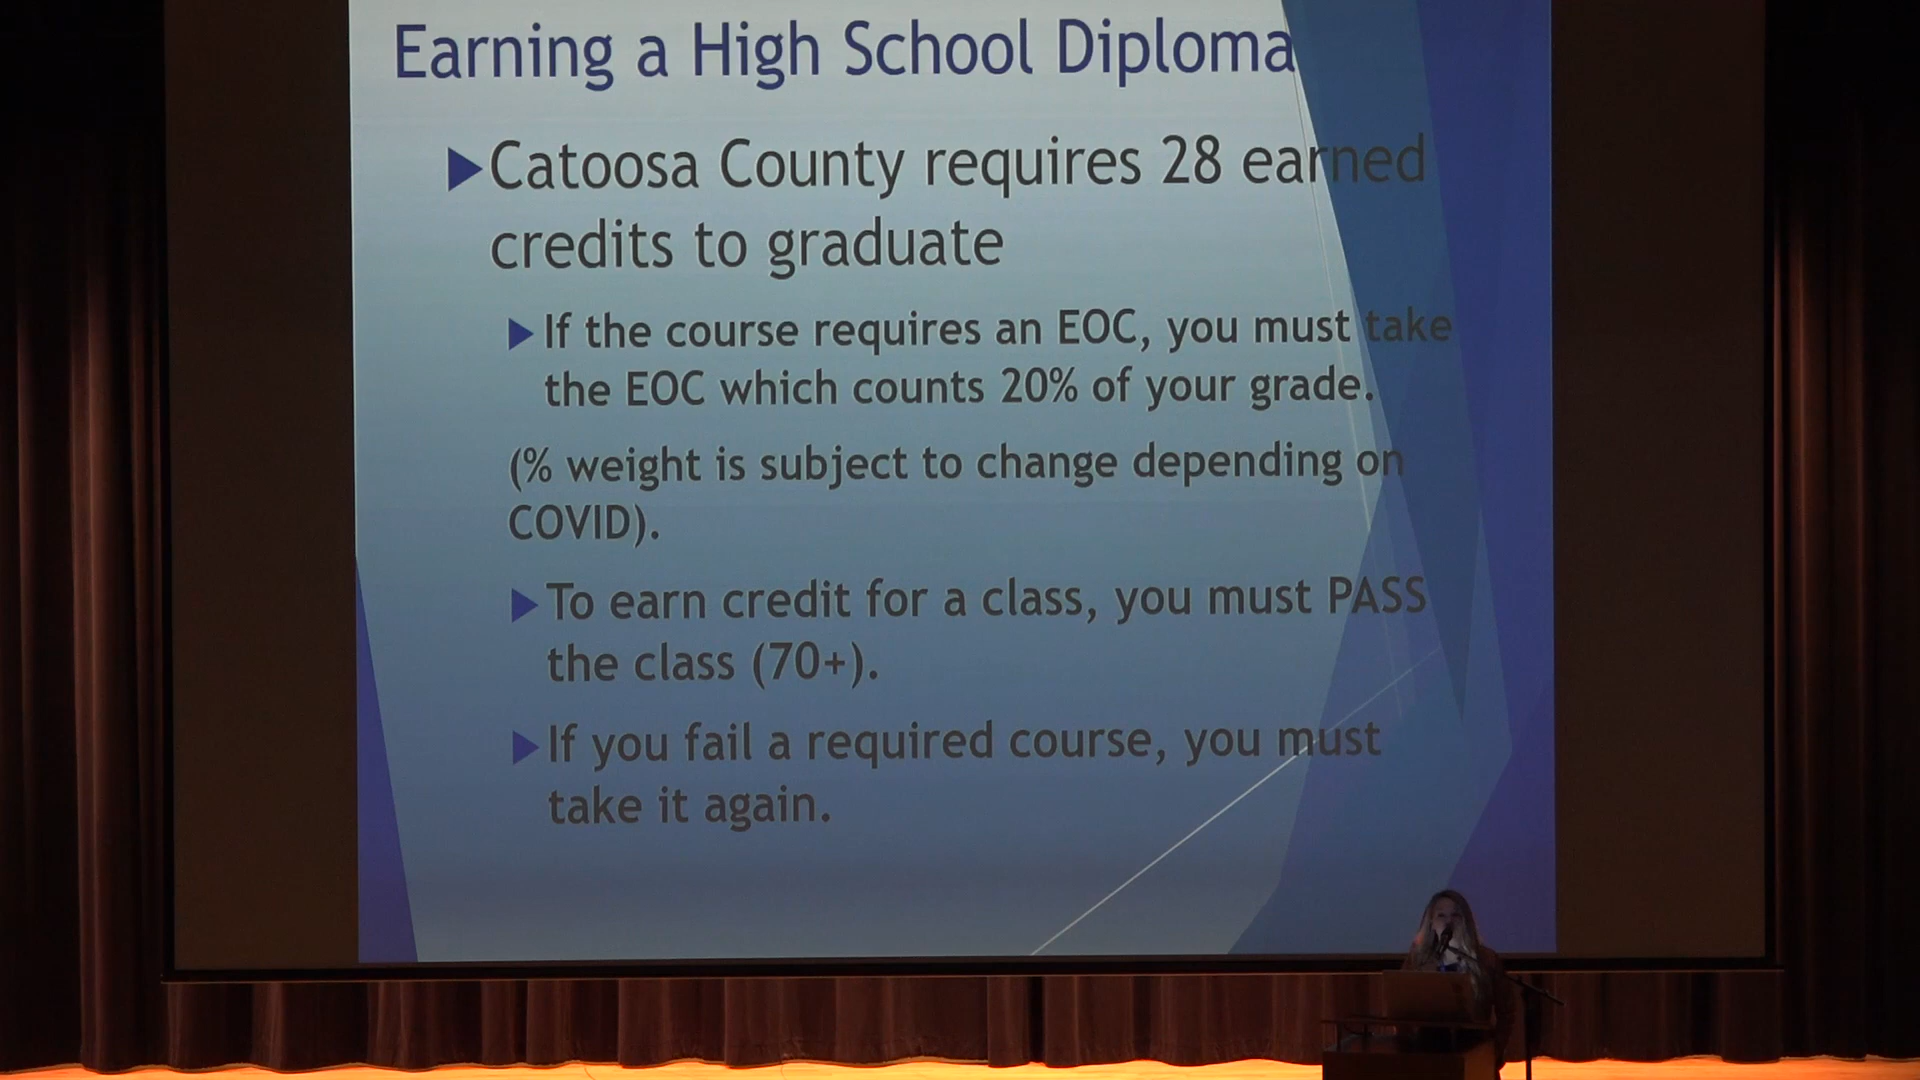 Earning a High School Diploma
Catoosa County requires 28 earned
credits to graduate
If the course requires an EOC, you must take
the EOC which counts 20% of your grade.
(% weight is subject to change depending on
COVID).
To earn credit for a class, you must PASS
the class (70+).
If you fail a required course, you must
take it again.